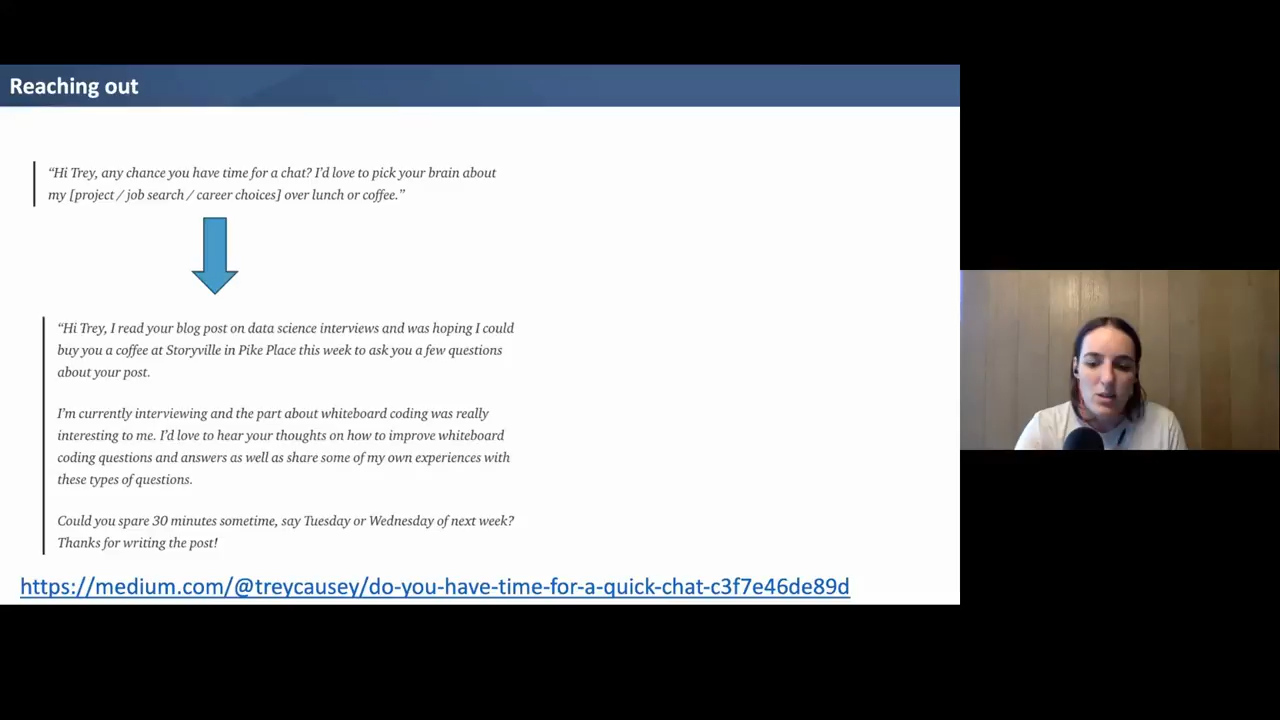 Reaching out
“Hi Trey, any chance you have time for a chat? I’d love to pick your brain about
my [project / job search / career choices] over lunch or coffee.”
“Hi Trey, I read your blog post on data science interviews and was hoping I could
buy you a coffee at Storyville in Pike Place this week to ask you a few questions
about your post.
I’m currently interviewing and the part about whiteboard coding was really
interesting to me. I’d love to hear your thoughts on how to improve whiteboard
coding questions and answers as well as share some of my own experiences with
these types of questions.
Could you spare 30 minutes sometime, say Tuesday or Wednesday of next week?
Thanks for writing the post!
https://medium.com/@treycausey/do-you-have-time-for-a-quick-chat-c3f7e46de89d